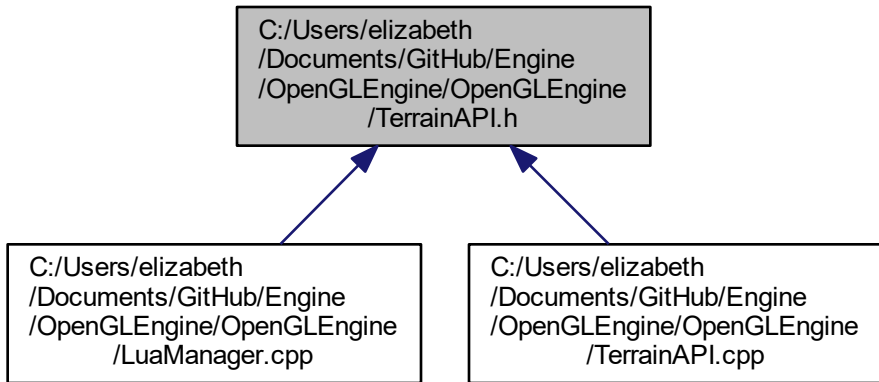 C:/Users/elizabeth
/Documents/GitHub/Engine
/OpenGLEngine/OpenGLEngine
/TerrainAPI.h
C:/Users/elizabeth
/Documents/GitHub/Engine
/OpenGLEngine/OpenGLEngine
/LuaManager.cpp
C:/Users/elizabeth
/Documents/GitHub/Engine
/OpenGLEngine/OpenGLEngine
/TerrainAPI.cpp